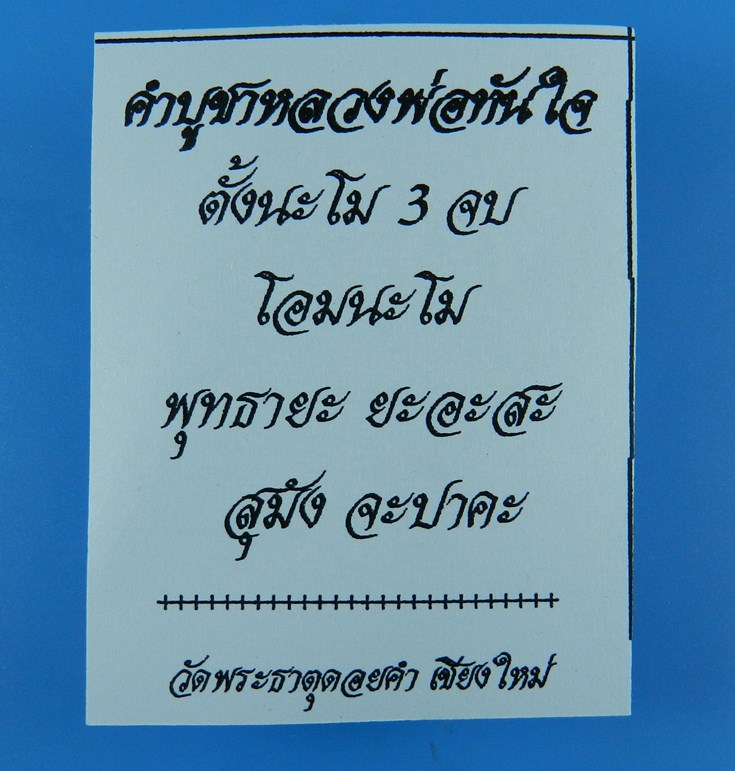 คำบูชาหลวงพ่อทันใจ
ตั้งนะโม 3 จบ
โอมนะโม
พุทธายะ ยะอะสะ
สุมัง จะปาคะ
วัดพระธาตุดอยคำ เชียงใหม่